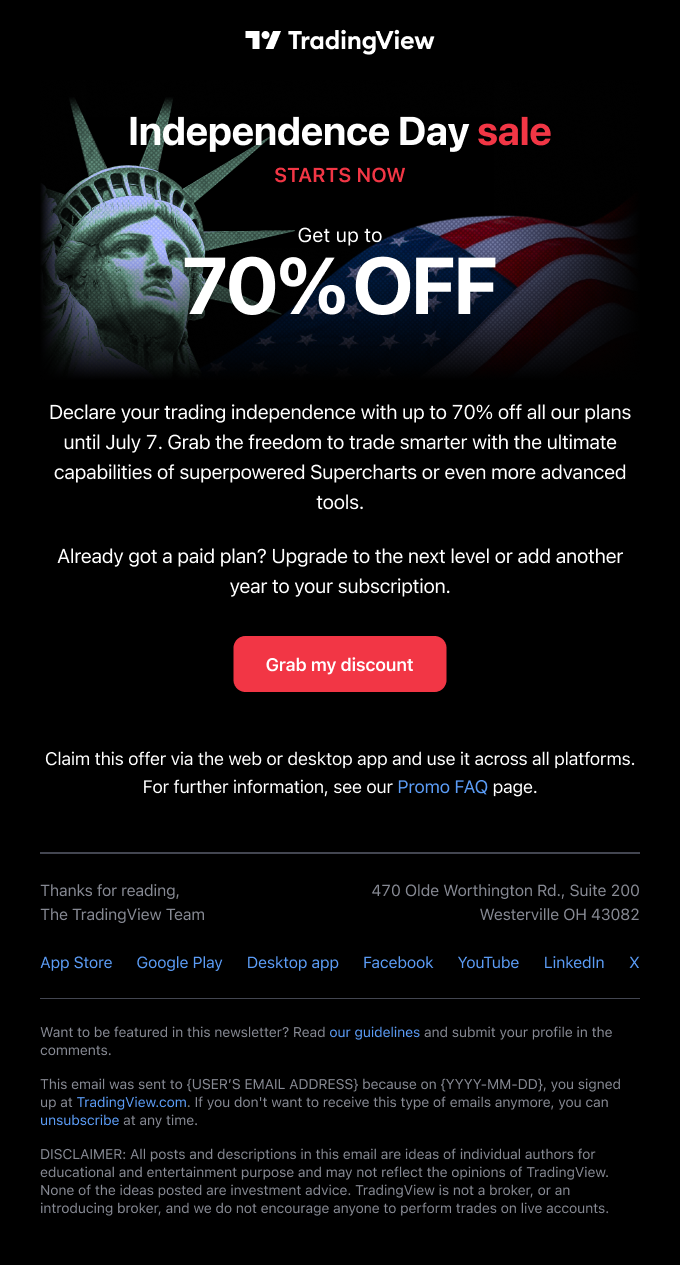 TradingView
Independence Day sale
STARTS NOW
Get up to
70% OFF
Declare your trading independence with up to 70% off all our plans
until July 7. Grab the freedom to trade smarter with the ultimate
capabilities of superpowered Supercharts or even more advanced
tools.
Already got a paid plan? Upgrade to the next level or add another
year to your subscription.
Grab my discount
Claim this offer via the web or desktop app and use it across all platforms.
For further information, see our Promo FAQ page.
Thanks for reading,
The TradingView Team
470 Olde Worthington Rd., Suite 200
Westerville OH 43082
App Store Google Play Desktop app Facebook YouTube LinkedIn X
Want to be featured in this newsletter? Read our guidelines and submit your profile in the
comments.
This email was sent to {USER’S EMAIL ADDRESS} because on {YYYY-MM-DD}, you signed
up at TradingView.com. If you don't want to receive this type of emails anymore, you can
unsubscribe at any time.
DISCLAIMER: All posts and descriptions in this email are ideas of individual authors for
educational and entertainment purpose and may not reflect the opinions of TradingView.
None of the ideas posted are investment advice. TradingView is not a broker, or an
introducing broker, and we do not encourage anyone to perform trades on live accounts.